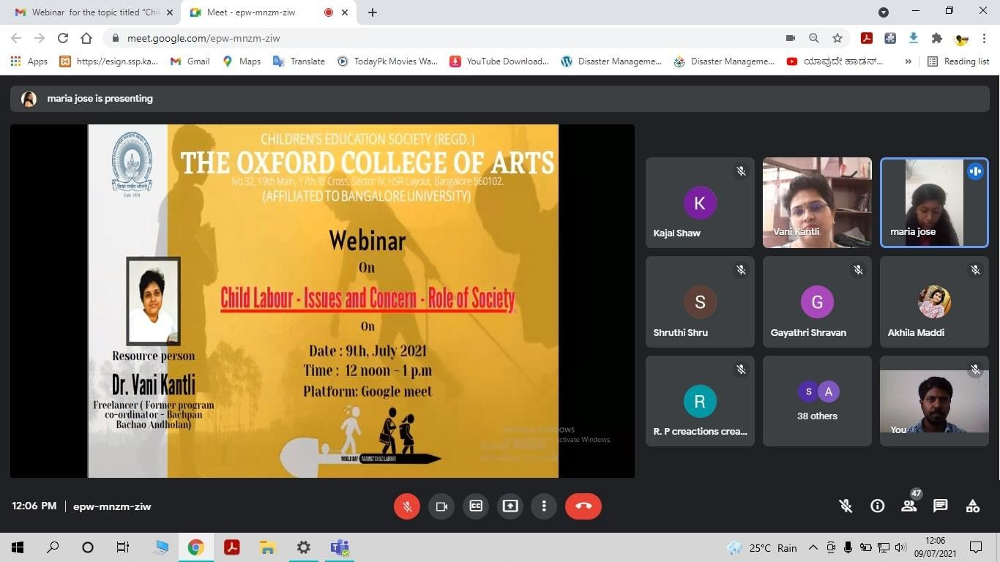 Webinar for the topic titled "Chil
Meet - epw-mnzm-ziw
meet.google.com/epw-mnzm-ziw
Apps
https://esign.ssp.ka...
Gmail
Maps
Translate
TodayPk Movies Wa...
YouTube Download...
Disaster Manageme...
Disaster Manageme...
ಯಾವುದೇ ಹಾಡನ್...
»
Reading list
maria jose is presenting
CHILDREN'S EDUCATION SOCIETY (REGD. )
THE OXFORD COLLEGE OF ARTS
No.32, 19th Main, 17th 'B' Cross, Sector IV, HSR Layout, Bangalore 560102.
(AFFILIATED TO BANGALORE UNIVERSITY)
Estd. 1974
Webinar
On
Child Labour - Issues and Concern - Role of Society
On
Date : 9th, July 2021
Time : 12 noon - 1 p.m
Platform: Google meet
Resource person
Dr. Vani Kantli
Freelancer ( Former program
co-ordinator - Bachpan
Bachao Andholan)
WORLD DAY AGAINST CHILD LABOUR
K
Kajal Shaw
Vani Kantli
maria jose
S
Shruthi Shru
G
Gayathri Shravan
Akhila Maddi
R
R. P creactions crea...
S A
38 others
You
12:06 PM | epw-mnzm-ziw
47
25°C Rain
12:06
09/07/2021